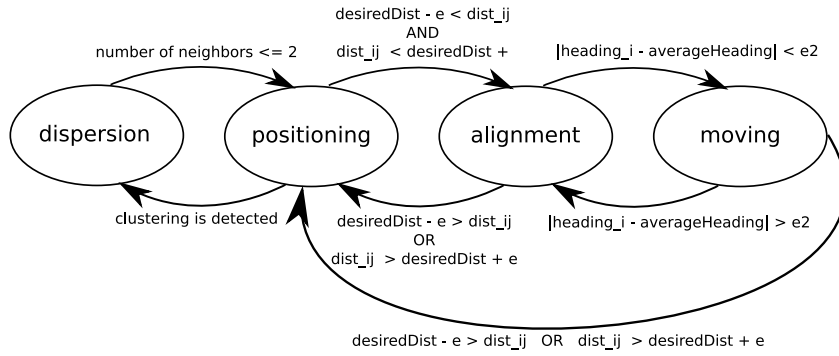 desiredDist - e < dist_ij
AND
number of neighbors <= 2
dist_ij < desiredDist +
|heading_i - averageHeading| < e2
dispersion
positioning
alignment
moving
clustering is detected
desiredDist - e > dist_ij
OR
dist_ij > desiredDist + e
|heading_i - averageHeading| > e2
desiredDist - e > dist_ij OR dist_ij > desiredDist + e